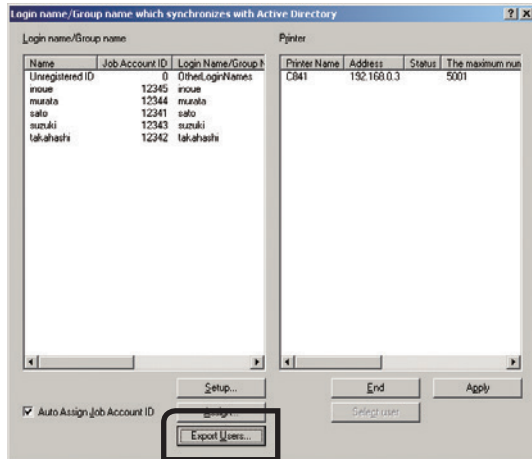 Login name/Group name which synchronizes with Active Directory
Login name/Group name
Printer
Name Job Account ID Login Name/Group N
Unregistered ID 0 OtherLoginNames
inoue 12345 inoue
murata 12344 murata
sato 12341 sato
suzuki 12343 suzuki
takahashi 12342 takahashi
Printer Name Address Status The maximum num
C841 192.168.0.3 5001
Setup...
End
Apply
Auto Assign Job Account ID
Assign...
Select user
Export Users...